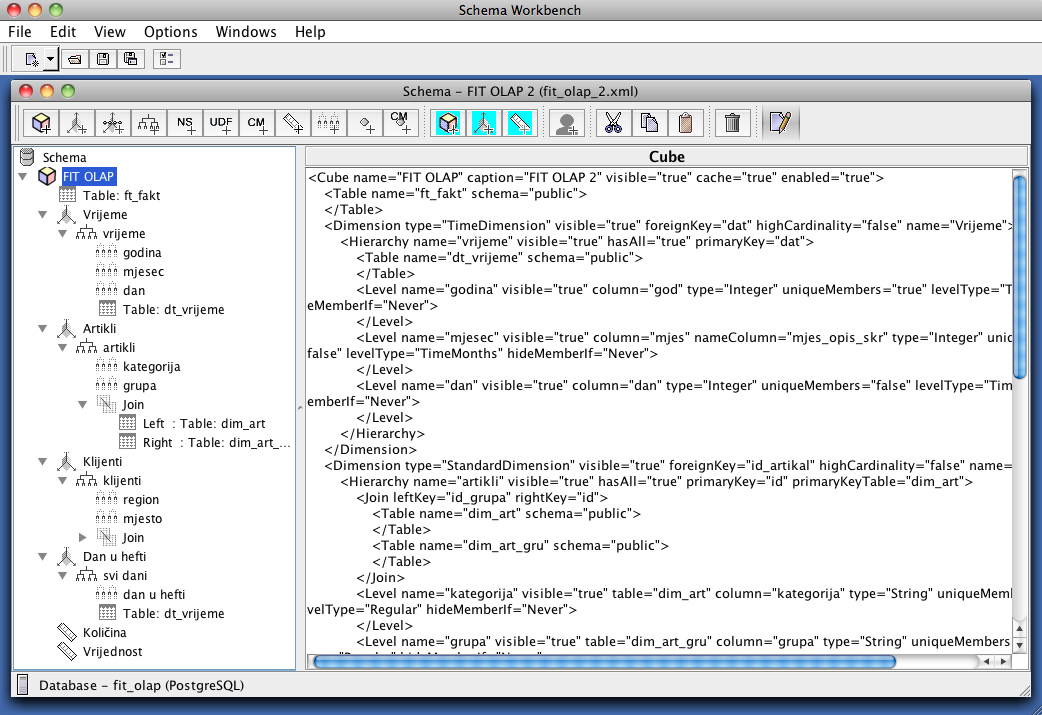 Schema Workbench
File Edit View Options Windows Help
Schema - FIT OLAP 2 (fit_olap_2.xml)
NS UDF CM CM
Schema
FIT OLAP
Table: ft_fakt
Vrijeme
vrijeme
godina
mjesec
dan
Table: dt_vrijeme
Artikli
artikli
kategorija
grupa
Join
Left : Table: dim_art
Right : Table: dim_art_...
Klijenti
klijenti
region
mjesto
Join
Dan u hefti
svi dani
dan u hefti
Table: dt_vrijeme
Količina
Vrijednost
Cube
<Cube name="FIT OLAP" caption="FIT OLAP 2" visible="true" cache="true" enabled="true">
<Table name="ft_fakt" schema="public">
</Table>
<Dimension type="TimeDimension" visible="true" foreignKey="dat" highCardinality="false" name="Vrijeme">
<Hierarchy name="vrijeme" visible="true" hasAll="true" primaryKey="dat">
<Table name="dt_vrijeme" schema="public">
</Table>
<Level name="godina" visible="true" column="god" type="Integer" uniqueMembers="true" levelType="T
eMemberIf="Never">
</Level>
<Level name="mjesec" visible="true" column="mjes" nameColumn="mjes_opis_skr" type="Integer" unic
false" levelType="TimeMonths" hideMemberIf="Never">
</Level>
<Level name="dan" visible="true" column="dan" type="Integer" uniqueMembers="false" levelType="Tim
emberIf="Never">
</Level>
</Hierarchy>
</Dimension>
<Dimension type="StandardDimension" visible="true" foreignKey="id_artikal" highCardinality="false" name=
<Hierarchy name="artikli" visible="true" hasAll="true" primaryKey="id" primaryKeyTable="dim_art">
<Join leftKey="id_grupa" rightKey="id">
<Table name="dim_art" schema="public">
</Table>
<Table name="dim_art_gru" schema="public">
</Table>
</Join>
<Level name="kategorija" visible="true" table="dim_art" column="kategorija" type="String" uniqueMeml
velType="Regular" hideMemberIf="Never">
</Level>
<Level name="grupa" visible="true" table="dim_art_gru" column="grupa" type="String" uniqueMembers
Database - fit_olap (PostgreSQL)